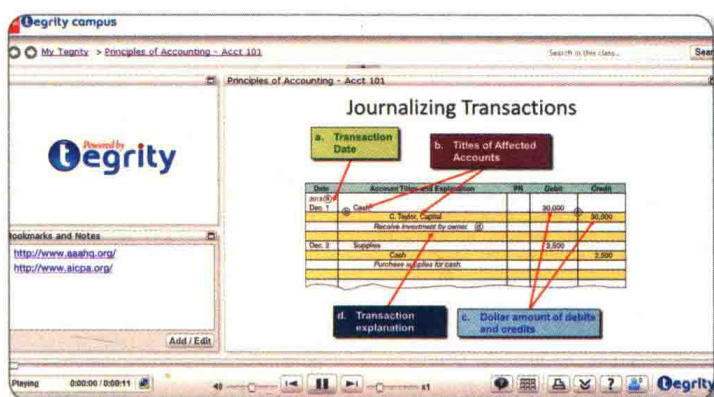 tegrity campus
My Tegrity > Principles of Accounting - Acct 101
Search in this class...
Sear
Principles of Accounting - Acct 101
Powered by
tegrity
Bookmarks and Notes
http://www.aaahq.org/
http://www.aicpa.org/
Add / Edit
Journalizing Transactions
a. Transaction
Date
b. Titles of Affected
Accounts
Date Account Titles and Explanation PR Debit Credit
2013 a
Dec. 1 b Cash 30,000 c
C. Taylor, Capital 30,000
Receive investment by owner. d
Dec. 2 Supplies 2,500
Cash 2,500
Purchase supplies for cash.
d. Transaction
explanation
c. Dollar amount of debits
and credits
Playing 0:00:00 / 0:00:11
x1
?
tegrity